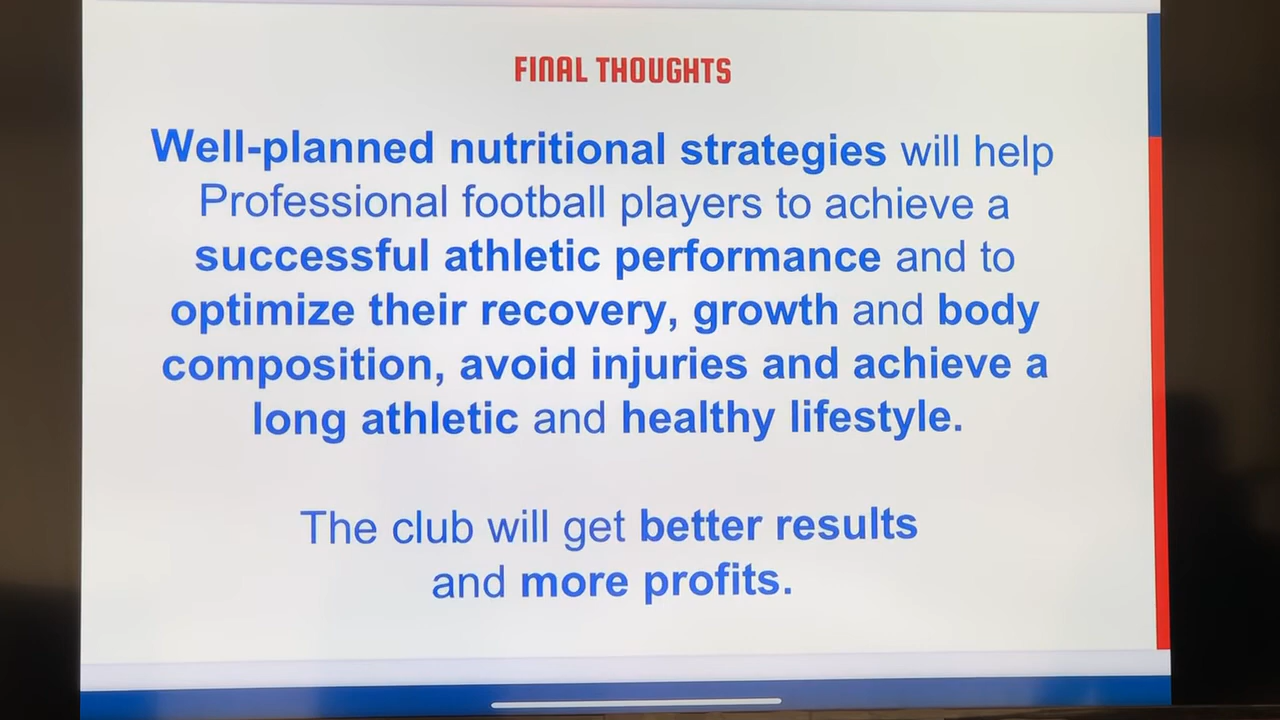 FINAL THOUGHTS
Well-planned nutritional strategies will help
Professional football players to achieve a
successful athletic performance and to
optimize their recovery, growth and body
composition, avoid injuries and achieve a
long athletic and healthy lifestyle.
The club will get better results
and more profits.